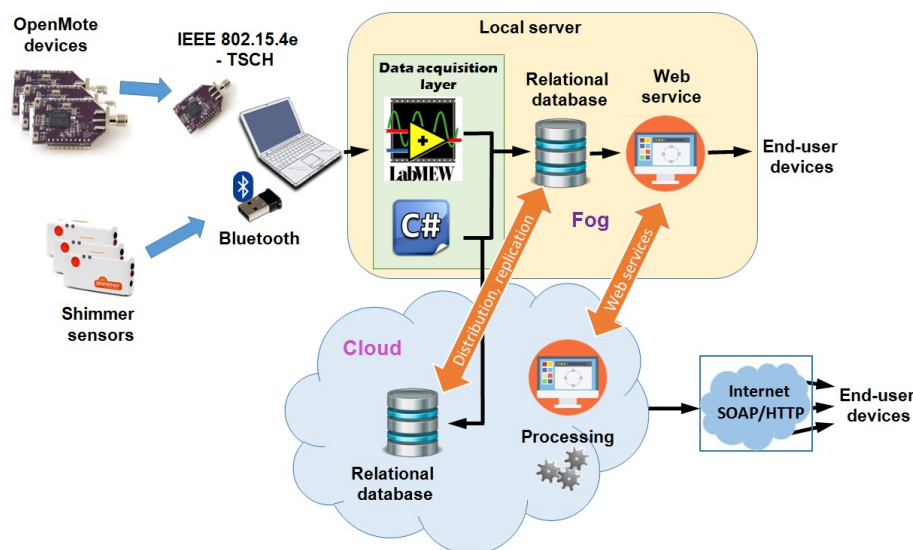 OpenMote
devices
IEEE 802.15.4e
- TSCH
Local server
Data acquisition
layer
LabMEW
C#
Relational
database
Web
service
End-user
devices
Bluetooth
Fog
shimmer
Shimmer
sensors
Distribution, replication
Web services
Cloud
Relational
database
Processing
Internet
SOAP/HTTP
End-user
devices